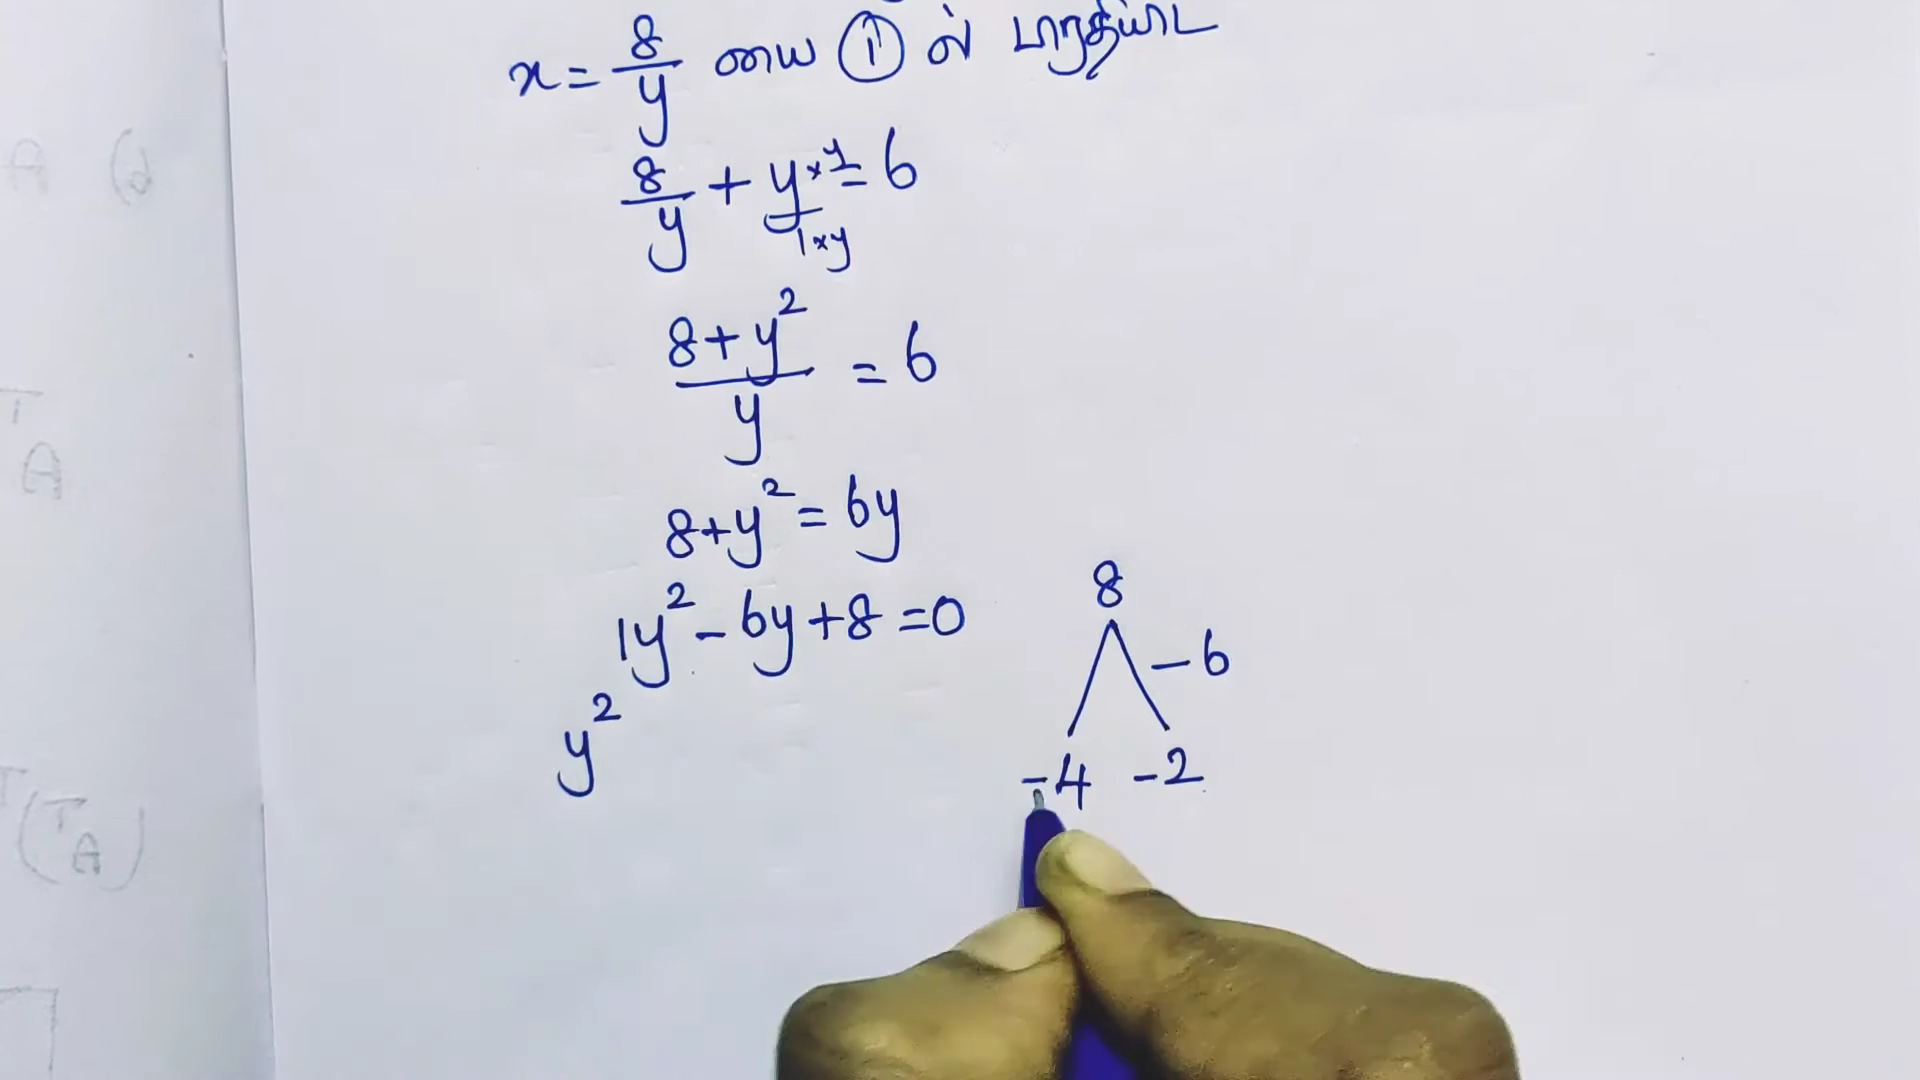 x = 8/y யை ① ல் பிரதியிட
8/y + y×y/1×y = 6
8+y²/y = 6
8+y² = 6y
1y² - 6y + 8 = 0
8
-6
y²
-4 -2